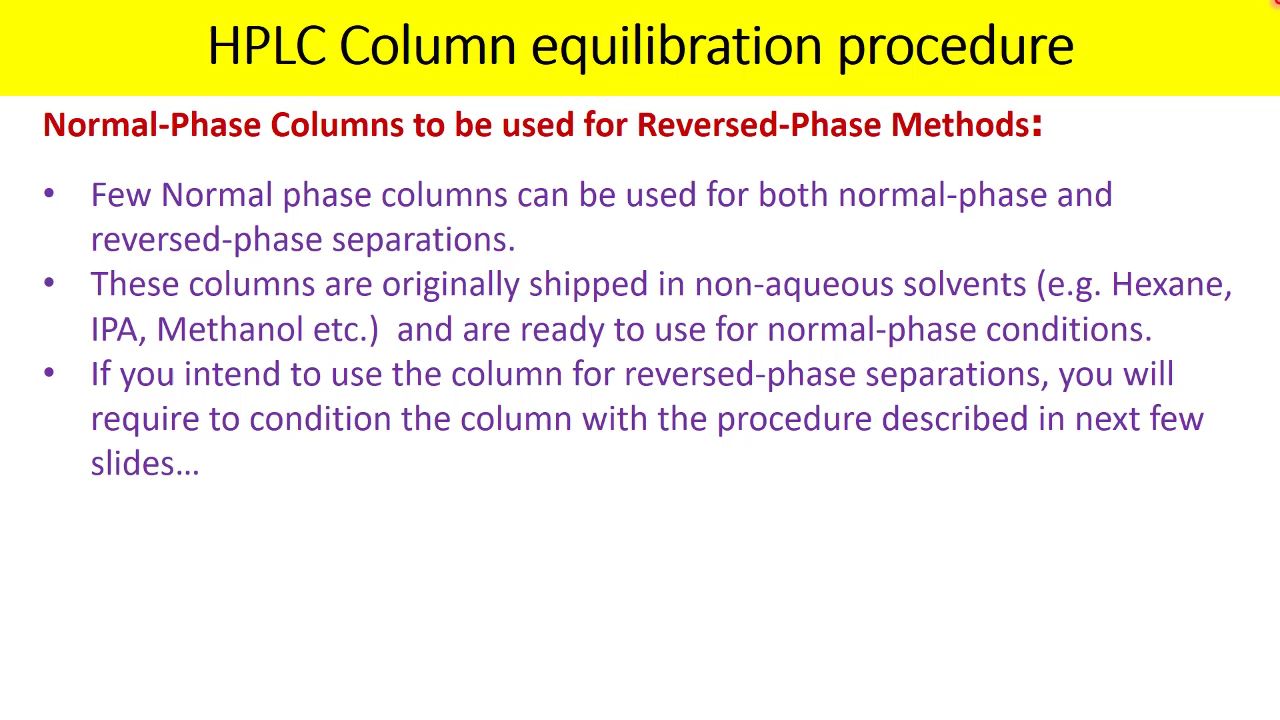 HPLC Column equilibration procedure
Normal-Phase Columns to be used for Reversed-Phase Methods:
• Few Normal phase columns can be used for both normal-phase and
reversed-phase separations.
• These columns are originally shipped in non-aqueous solvents (e.g. Hexane,
IPA, Methanol etc.)  and are ready to use for normal-phase conditions.
• If you intend to use the column for reversed-phase separations, you will
require to condition the column with the procedure described in next few
slides…